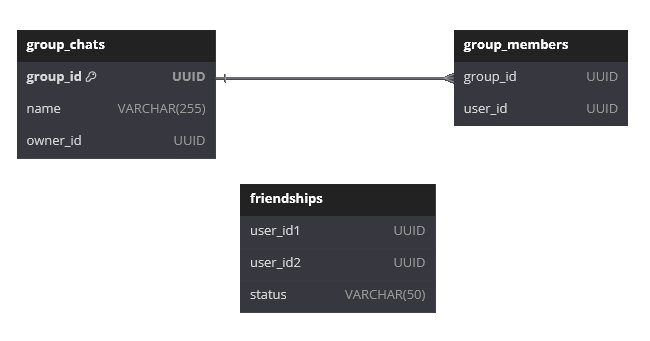 group_chats
group_id UUID
name VARCHAR(255)
owner_id UUID
group_members
group_id UUID
user_id UUID
friendships
user_id1 UUID
user_id2 UUID
status VARCHAR(50)